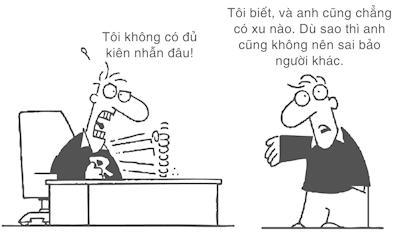 Tôi không có đủ
kiên nhẫn đâu!
Tôi biết, và anh cũng chẳng
có xu nào. Dù sao thì anh
cũng không nên sai bảo
người khác.